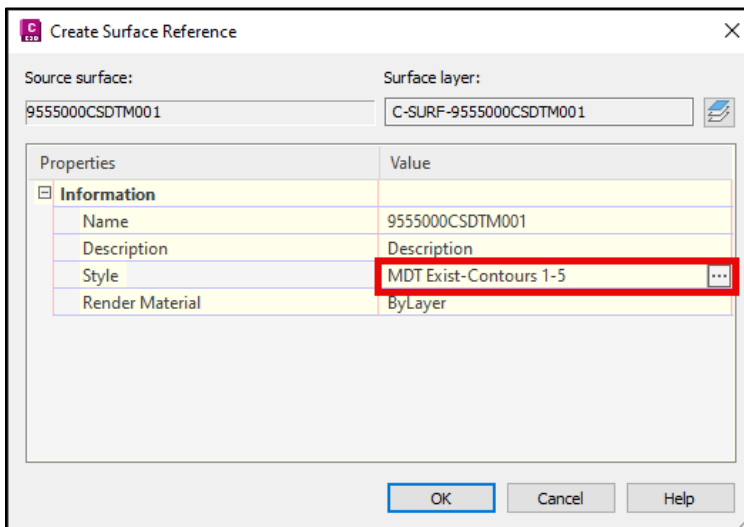 C
C3D
Create Surface Reference
Source surface: Surface layer:
9555000CSDTM001 C-SURF-9555000CSDTM001
Properties Value
Information
Name 9555000CSDTM001
Description Description
Style MDT Exist-Contours 1-5 ...
Render Material ByLayer
OK Cancel Help